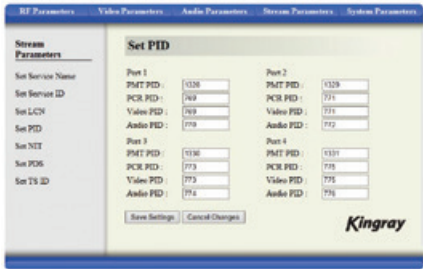 RF Parameters Video Parameters Audio Parameters Stream Parameters System Parameters
Stream
Parameters
Set Service Name
Set Service ID
Set LCN
Set PID
Set NIT
Set PDS
Set TS ID
Set PID
Port 1
PMT PID : 1328
PCR PID : 769
Video PID : 769
Audio PID : 770
Port 2
PMT PID : 1329
PCR PID : 771
Video PID : 771
Audio PID : 772
Port 3
PMT PID : 1330
PCR PID : 773
Video PID : 773
Audio PID : 774
Port 4
PMT PID : 1331
PCR PID : 775
Video PID : 775
Audio PID : 776
Save Settings Cancel Changes
Kingray